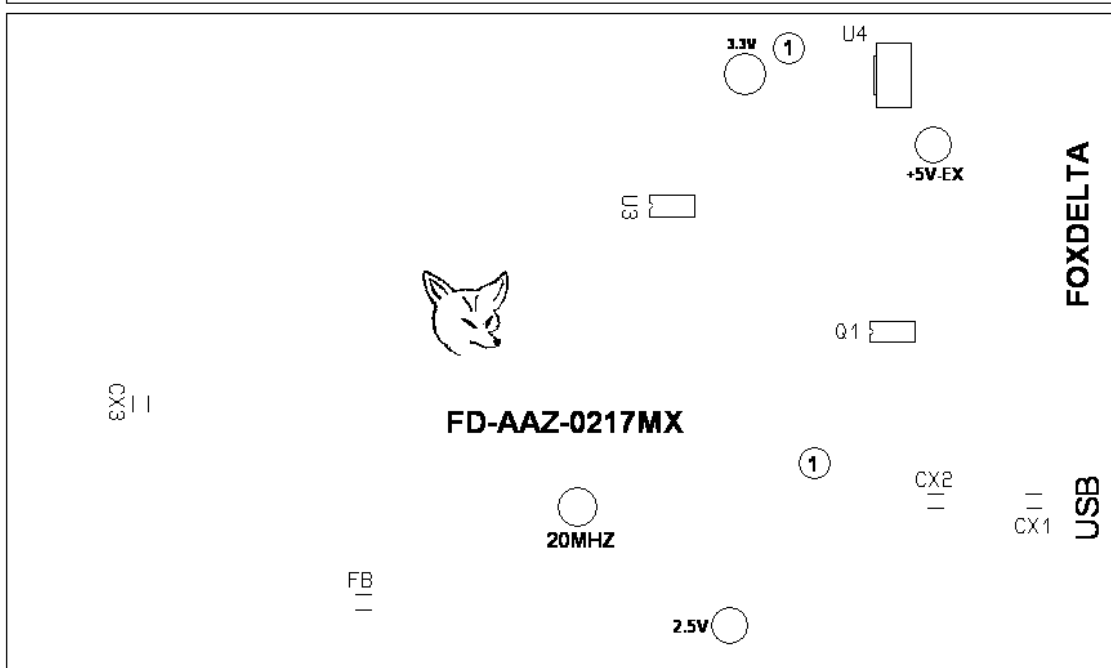 3.3V
1
U4
+5V-EX
U3
FOXDELTA
Q1
CX3
FD-AAZ-0217MX
1
CX2
USB
20MHZ
CX1
FB
2.5V